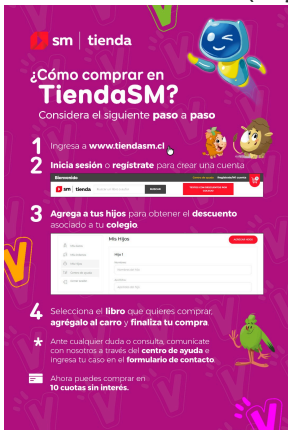 sm | tienda
¿Cómo comprar en
TiendaSM?
Considera el siguiente paso a paso
1 Ingresa a www.tiendasm.cl
2 Inicia sesión o regístrate para crear una cuenta
Bienvenido
sm | tienda
3 Agrega a tus hijos para obtener el descuento
asociado a tu colegio.
Mis Hijos
Hijo 1
4 Selecciona el libro que quieres comprar,
agrégalo al carro y finaliza tu compra.
* Ante cualquier duda o consulta, comunícate
con nosotros a través del centro de ayuda e
ingresa tu caso en el formulario de contacto.
Ahora puedes comprar en
10 cuotas sin interés.